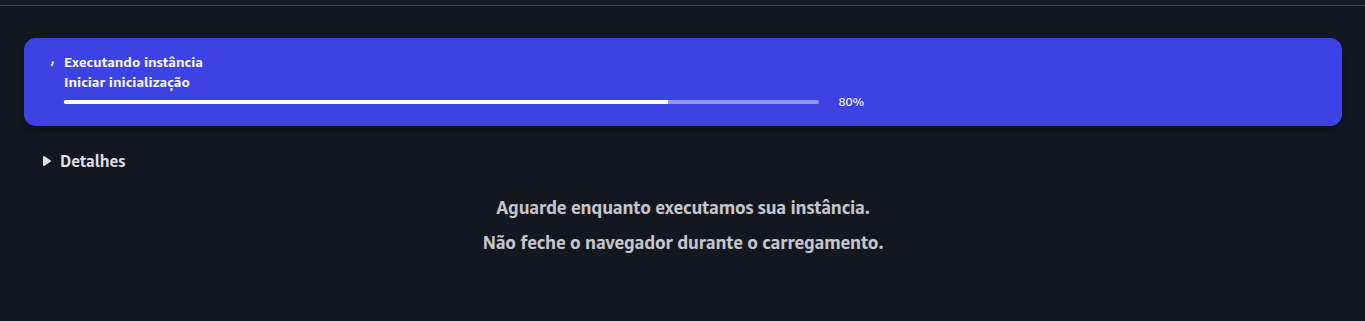 Executando instância
Iniciar inicialização
80%
Detalhes
Aguarde enquanto executamos sua instância.
Não feche o navegador durante o carregamento.